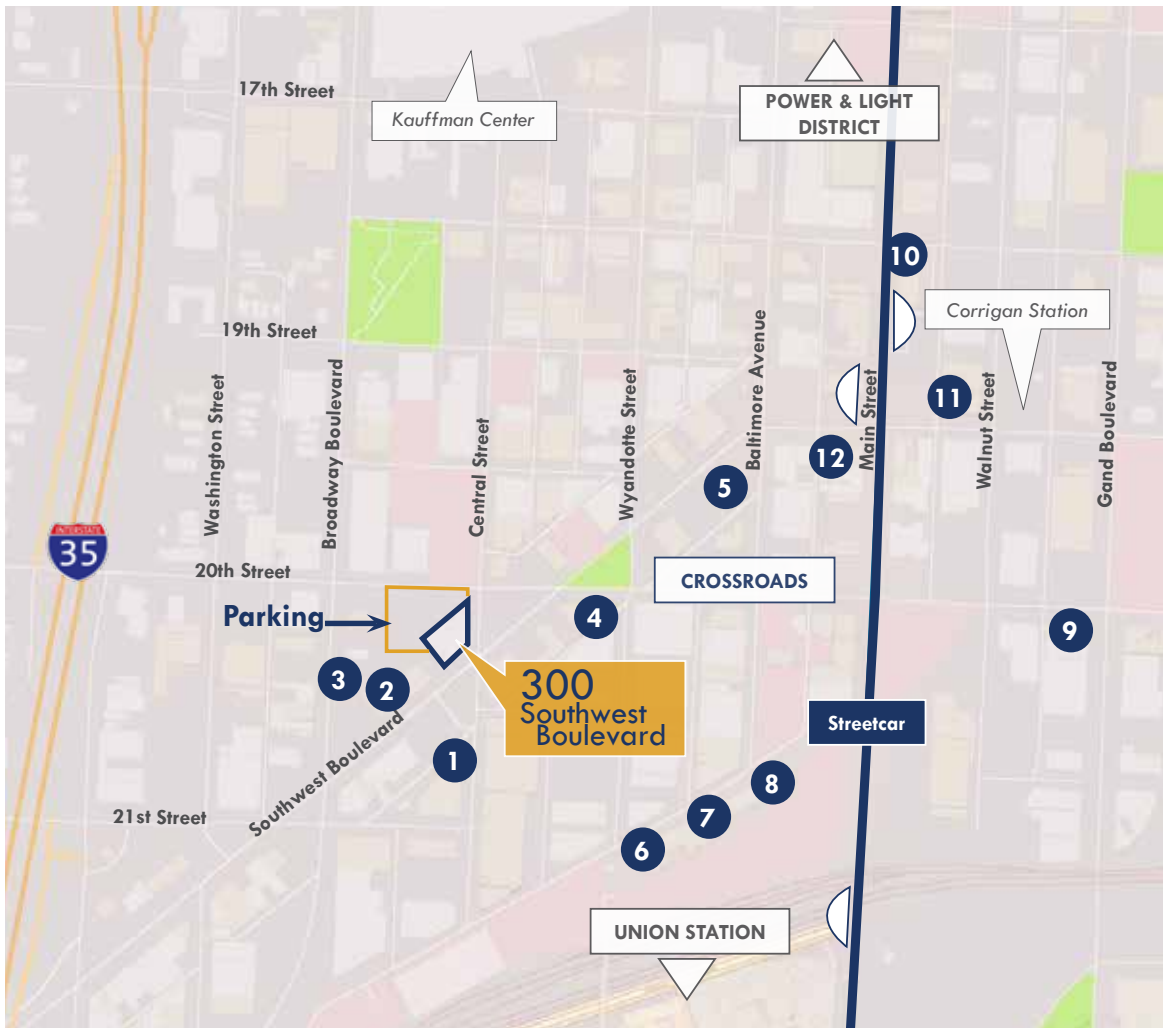 17th Street
Kauffman Center
POWER & LIGHT
DISTRICT
10
19th Street
Corrigan Station
Washington Street
Broadway Boulevard
Central Street
Wyandotte Street
Baltimore Avenue
Main Street
11
Walnut Street
Gand Boulevard
12
5
INTERSTATE
35
20th Street
CROSSROADS
Parking
4
9
3
2
300
Southwest
Boulevard
Streetcar
1
Southwest Boulevard
8
21st Street
7
6
UNION STATION